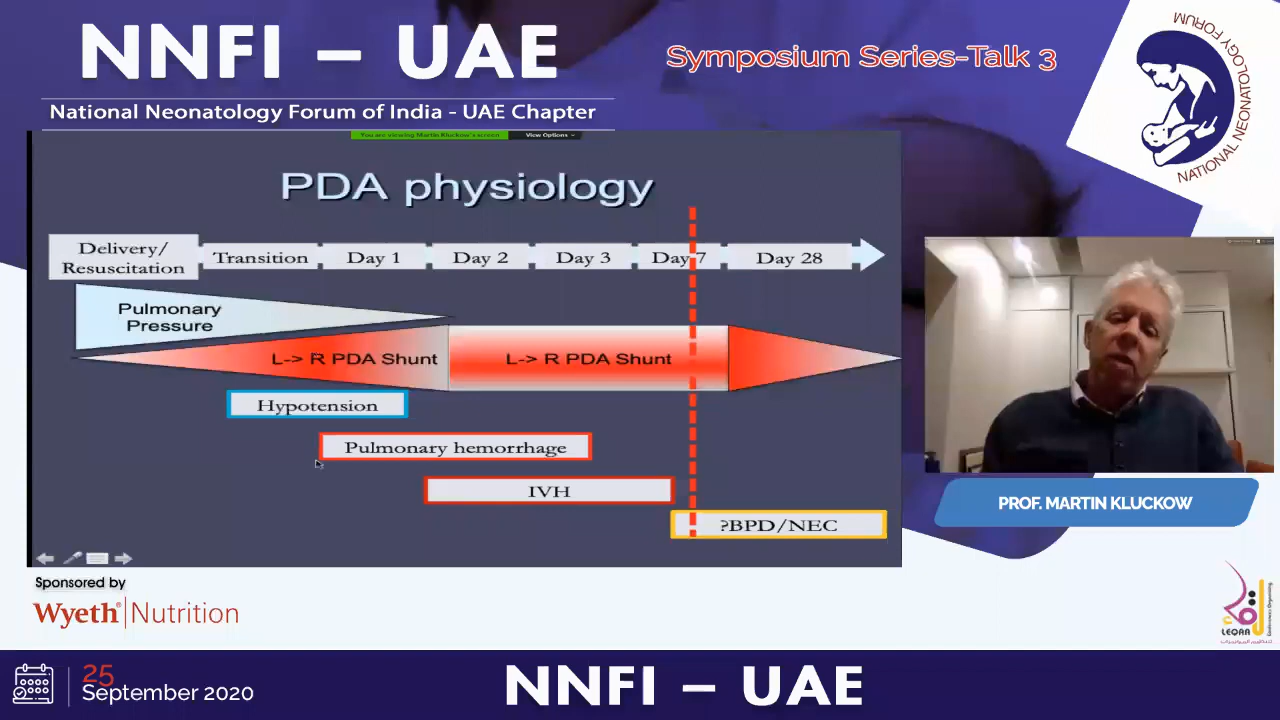 NNFI – UAE
National Neonatology Forum of India - UAE Chapter
Symposium Series-Talk 3
NATIONAL NEONATOLOGY FORUM
You are viewing Martin Kluckow's screen
View Options
PDA physiology
Delivery/
Resuscitation
Transition
Day 1
Day 2
Day 3
Day 7
Day 28
Pulmonary
Pressure
L-> R PDA Shunt
L-> R PDA Shunt
Hypotension
Pulmonary hemorrhage
IVH
?BPD/NEC
PROF. MARTIN KLUCKOW
Sponsored by
Wyeth® Nutrition
LEQAA
25
September 2020
NNFI – UAE